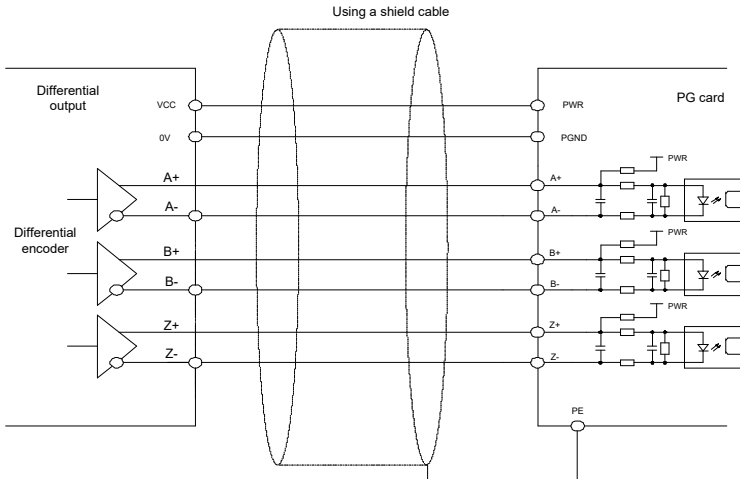 Using a shield cable
Differential
output
PG card
VCC
PWR
0V
PGND
PWR
A+
A+
A-
A-
Differential
encoder
PWR
B+
B+
B-
B-
PWR
Z+
Z+
Z-
Z-
PE